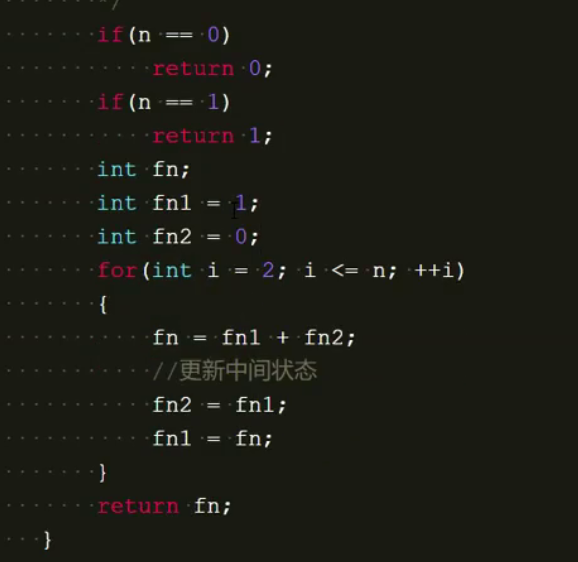 */
if(n == 0)
return 0;
if(n == 1)
return 1;
int fn;
int fn1 = 1;
int fn2 = 0;
for(int i = 2; i <= n; ++i)
{
fn = fn1 + fn2;
//更新中间状态
fn2 = fn1;
fn1 = fn;
}
return fn;
}